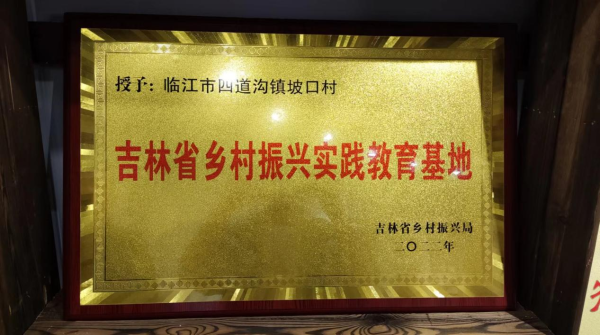 授予：临江市四道沟镇坡口村
吉林省乡村振兴实践教育基地
吉林省乡村振兴局
二〇二二年